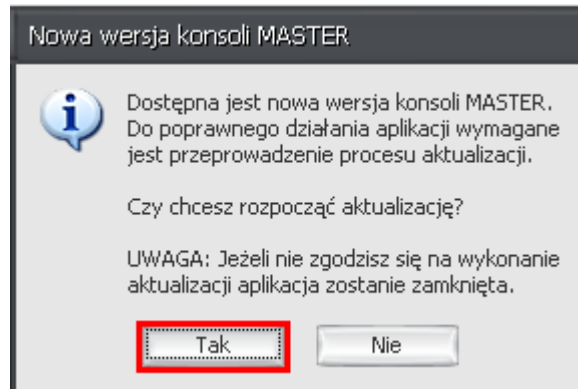 Nowa wersja konsoli MASTER
Dostępna jest nowa wersja konsoli MASTER.
Do poprawnego działania aplikacji wymagane
jest przeprowadzenie procesu aktualizacji.
Czy chcesz rozpocząć aktualizację?
UWAGA: Jeżeli nie zgodzisz się na wykonanie
aktualizacji aplikacja zostanie zamknięta.
Tak
Nie